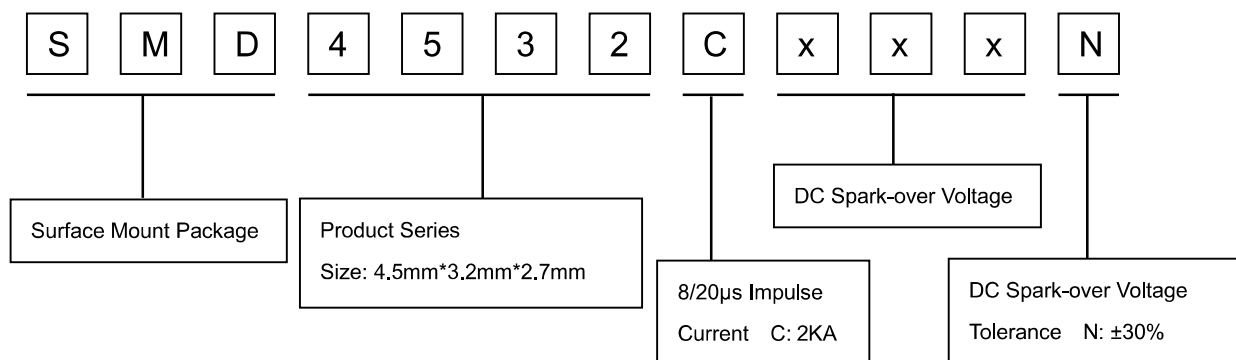 S M D 4 5 3 2 C x x x N
DC Spark-over Voltage
Surface Mount Package
Product Series
Size: 4.5mm*3.2mm*2.7mm
8/20μs Impulse
Current C: 2KA
DC Spark-over Voltage
Tolerance N: ±30%